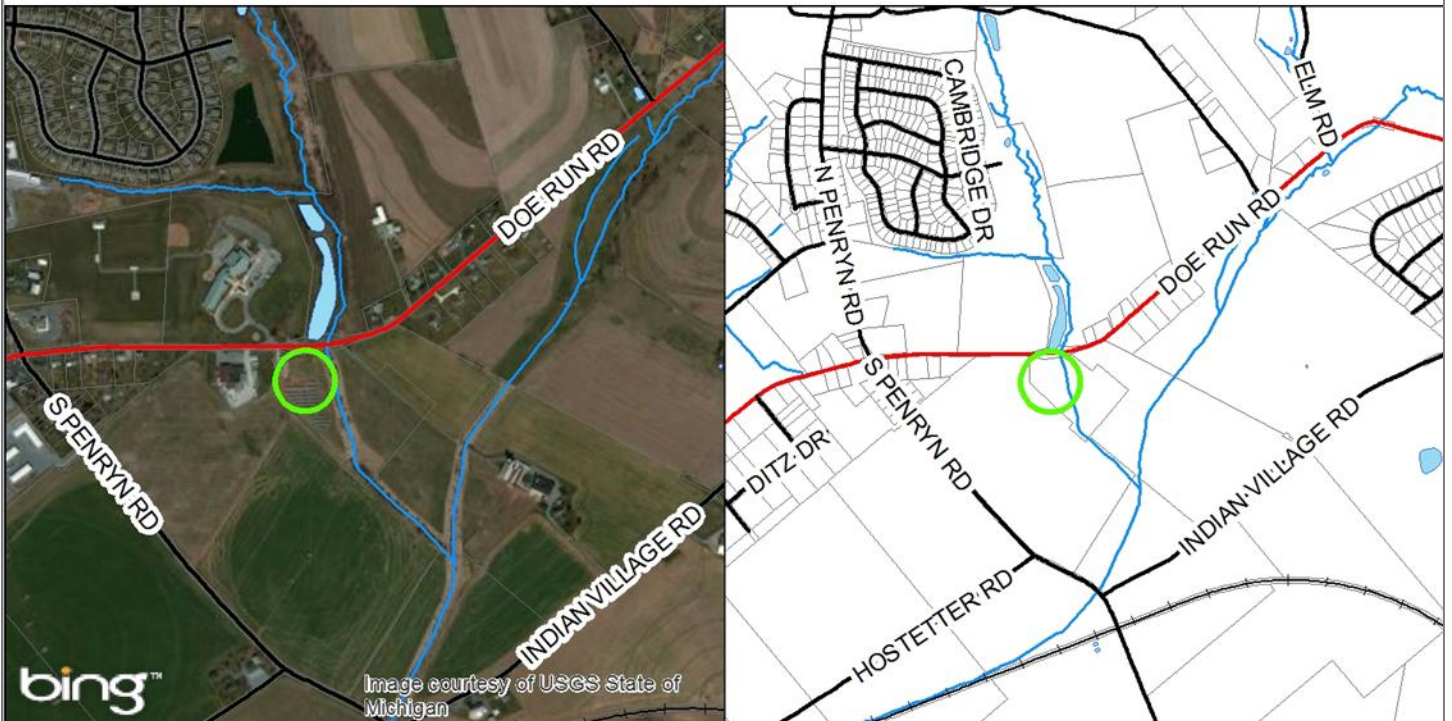 DOE RUN RD
S PENRYN RD
INDIAN VILLAGE RD
bing™
Image courtesy of USGS State of
Michigan
CAMBRIDGE DR
ELM RD
N PENRYN RD
DOE RUN RD
S PENRYN RD
DITZ DR
INDIAN VILLAGE RD
HOSTETTER RD